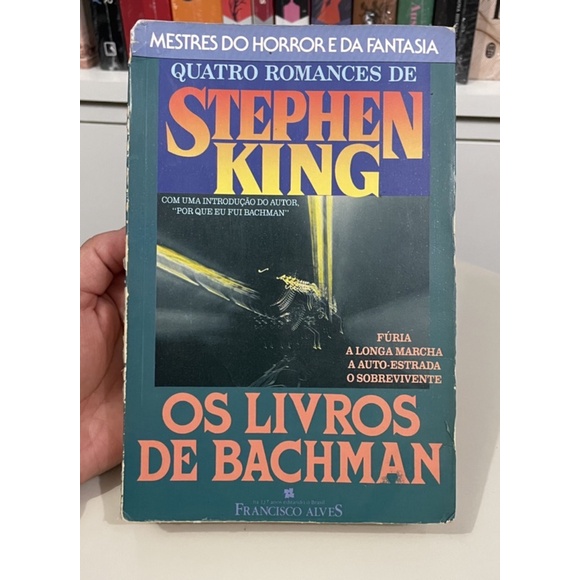 MESTRES DO HORROR E DA FANTASIA
QUATRO ROMANCES DE
STEPHEN
KING
COM UMA INTRODUÇÃO DO AUTOR,
"POR QUE EU FUI BACHMAN"
FÚRIA
A LONGA MARCHA
A AUTO-ESTRADA
O SOBREVIVENTE
OS LIVROS
DE BACHMAN
FRANCISCO ALVES